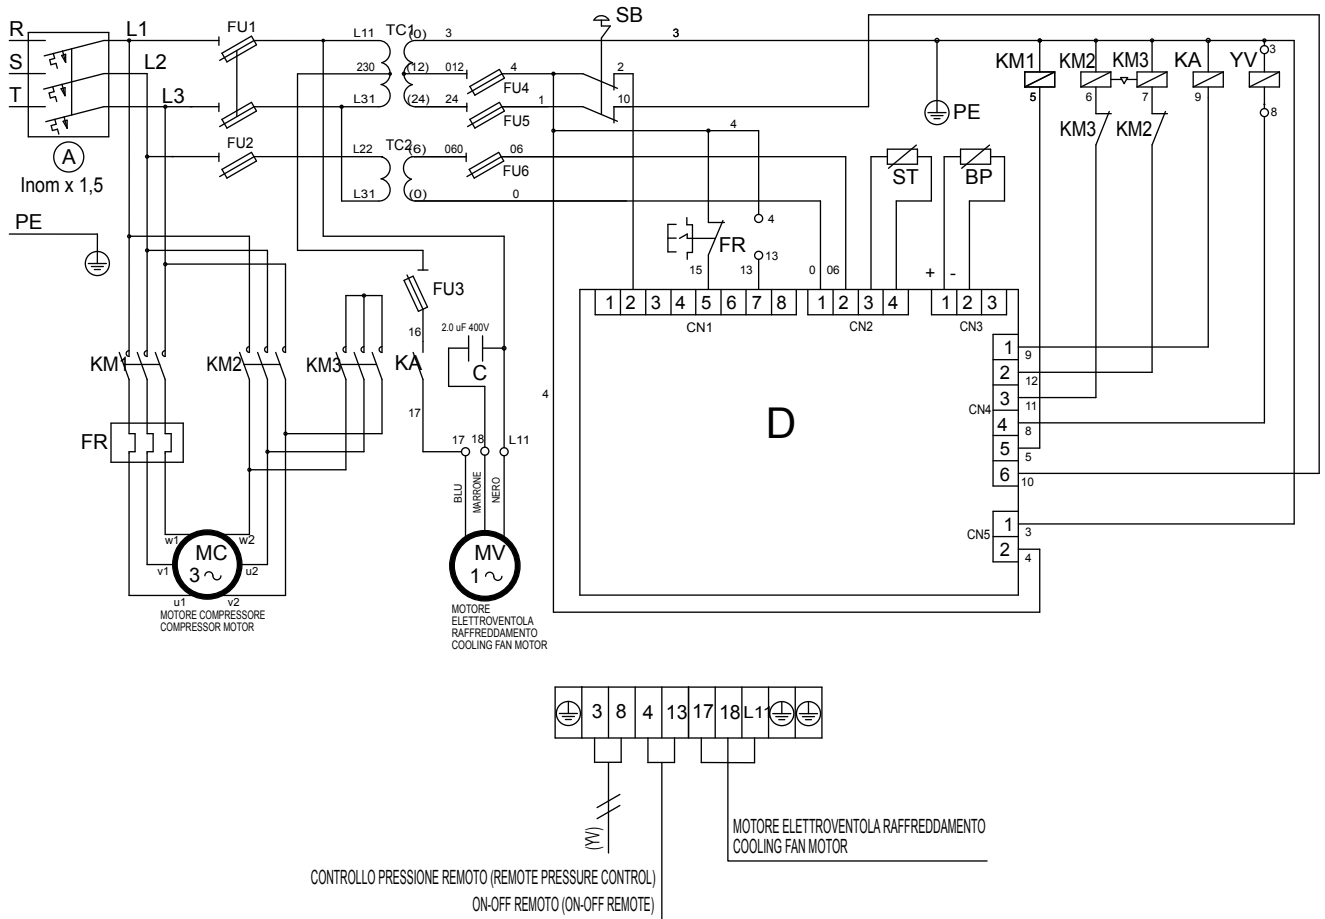 R
S
T
L1
L2
L3
A
Inom x 1,5
PE
FU1
FU2
L11
230
L31
L22
L31
TC1
(0)
(12)
(24)
TC2
(6)
(0)
3
012
24
060
FU4
FU5
FU6
4
1
06
0
SB
2
10
3
4
PE
KM1
5
KM2
6
KM3
7
KA
9
YV
3
8
KM3
KM2
ST
BP
FR
4
13
15
13
0
06
+
-
1 2 3 4 5 6 7 8
CN1
1 2 3 4
CN2
1 2 3
CN3
FU3
16
2.0 uF 400V
C
KM1
KM2
KM3
KA
17
FR
17
18
L11
BLU
MARRONE
NERO
4
D
CN4
1
9
2
12
3
11
4
8
5
5
6
10
CN5
1
3
2
4
w1
w2
v1
u2
u1
v2
MC
3
MOTORE COMPRESSORE
COMPRESSOR MOTOR
MV
1
MOTORE
ELETTROVENTOLA
RAFFREDDAMENTO
COOLING FAN MOTOR
3 8 4 13 17 18 L11
(YV)
MOTORE ELETTROVENTOLA RAFFREDDAMENTO
COOLING FAN MOTOR
CONTROLLO PRESSIONE REMOTO (REMOTE PRESSURE CONTROL)
ON-OFF REMOTO (ON-OFF REMOTE)